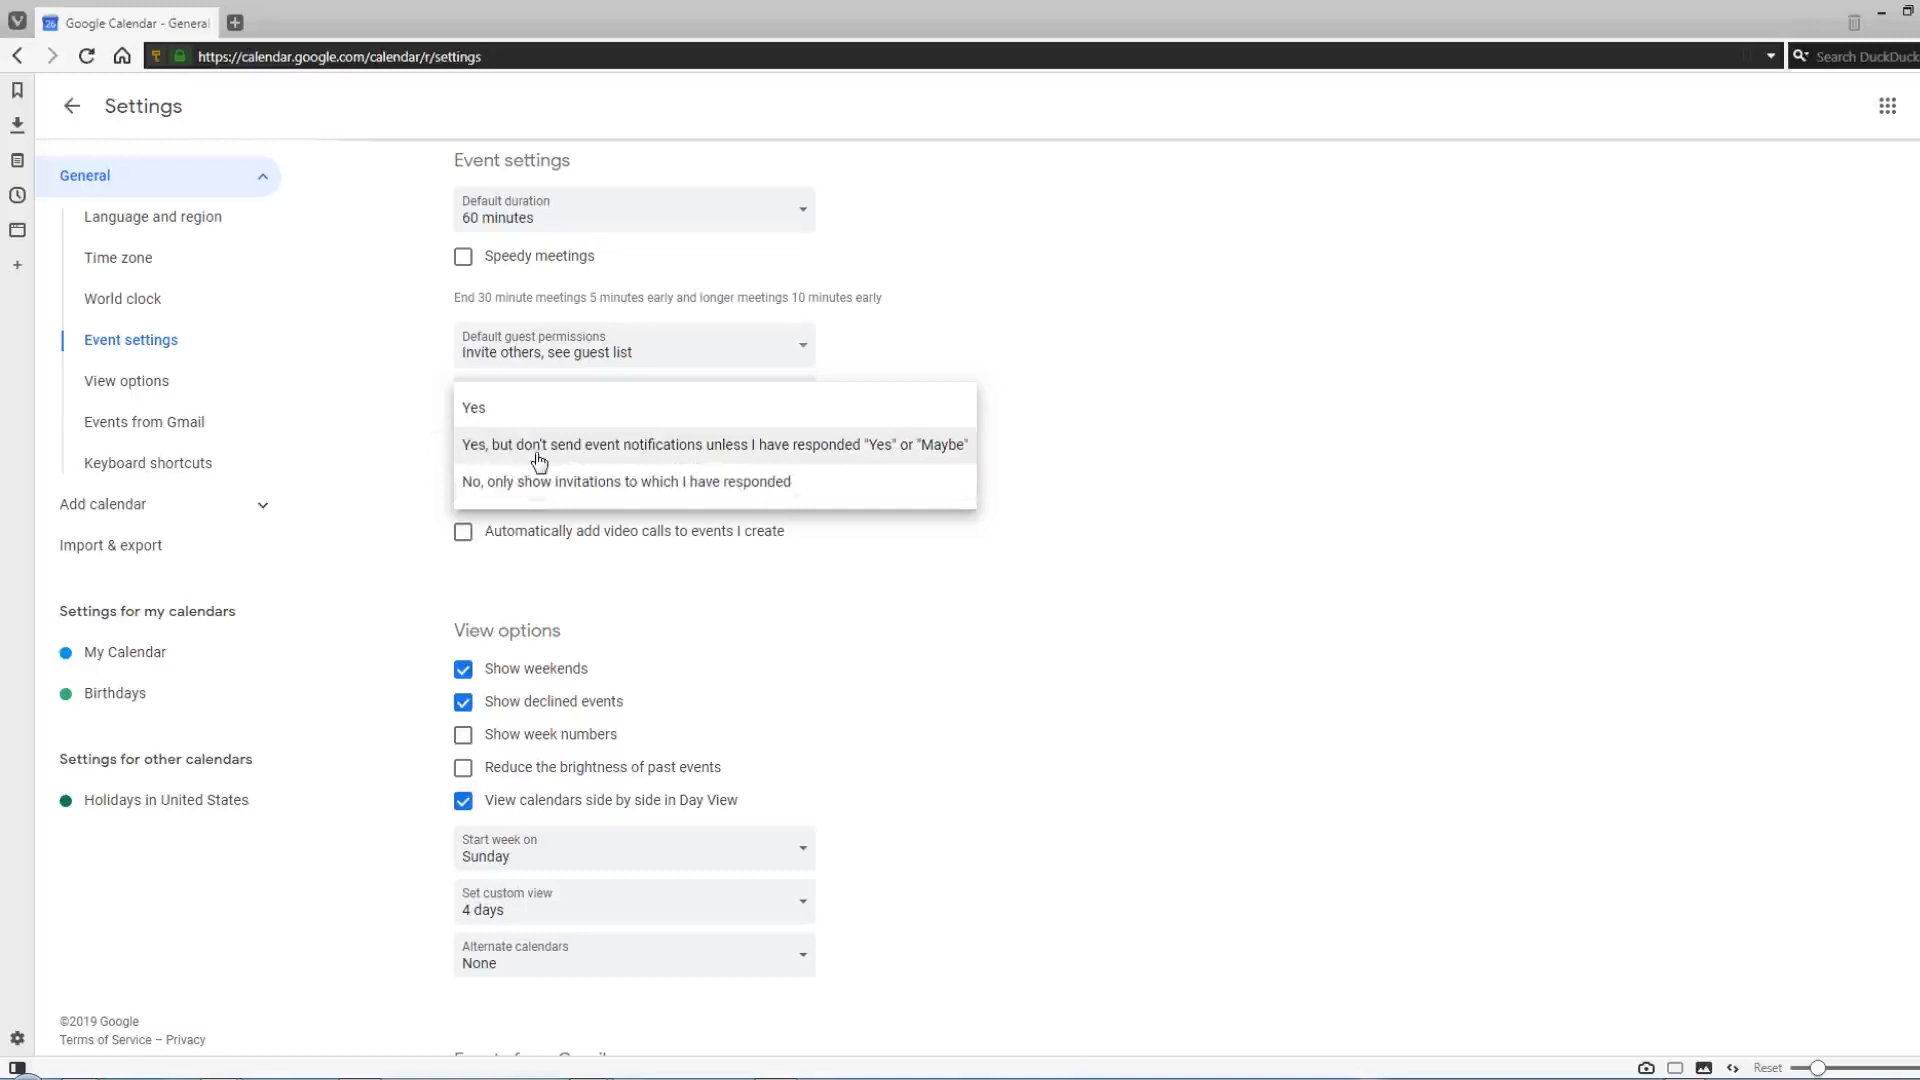 Google Calendar - General
https://calendar.google.com/calendar/r/settings
Search DuckDuck
Settings
General
Language and region
Time zone
World clock
Event settings
View options
Events from Gmail
Keyboard shortcuts
Add calendar
Import & export
Settings for my calendars
My Calendar
Birthdays
Settings for other calendars
Holidays in United States
©2019 Google
Terms of Service – Privacy
Event settings
Default duration
60 minutes
Speedy meetings
End 30 minute meetings 5 minutes early and longer meetings 10 minutes early
Default guest permissions
Invite others, see guest list
Yes
Yes, but don't send event notifications unless I have responded "Yes" or "Maybe"
No, only show invitations to which I have responded
Automatically add video calls to events I create
View options
Show weekends
Show declined events
Show week numbers
Reduce the brightness of past events
View calendars side by side in Day View
Start week on
Sunday
Set custom view
4 days
Alternate calendars
None
Reset